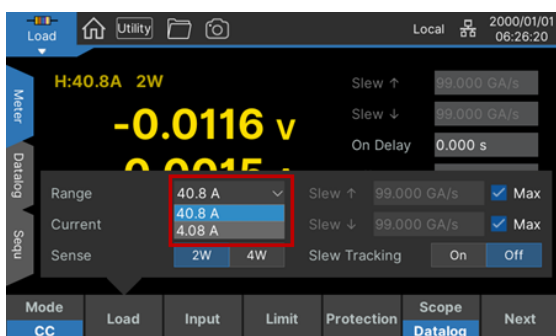 Load Utility Local 2000/01/01
06:26:20
Meter
Datalog
Sequ
H:40.8A 2W
-0.0116 V
Slew ↑ 99.000 GA/s
Slew ↓ 99.000 GA/s
On Delay 0.000 s
Range 40.8 A Slew ↑ 99.000 GA/s Max
40.8 A
4.08 A
Current Slew ↓ 99.000 GA/s Max
Sense 2W 4W Slew Tracking On Off
Mode
CC
Load
Input
Limit
Protection
Scope
Datalog
Next